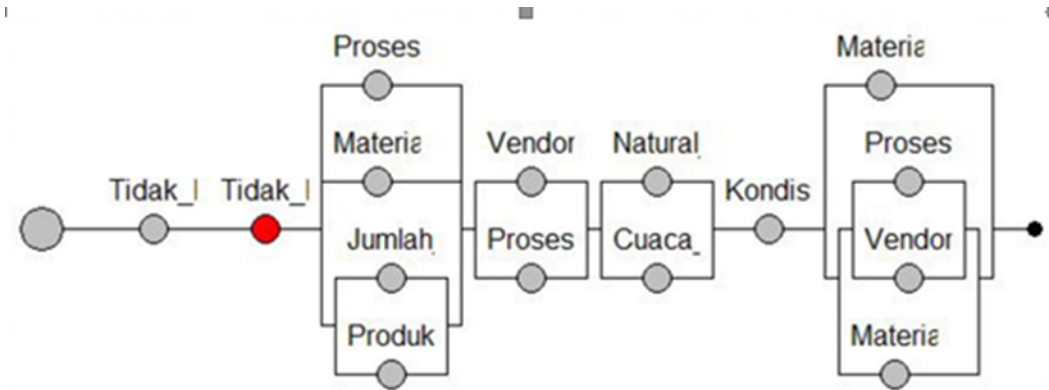 Proses
Materia
Materia
Vendor
Natural
Proses
Tidak_l
Tidak_l
Kondis
Jumlah
Proses
Cuaca_
Vendor
Produk
Materia